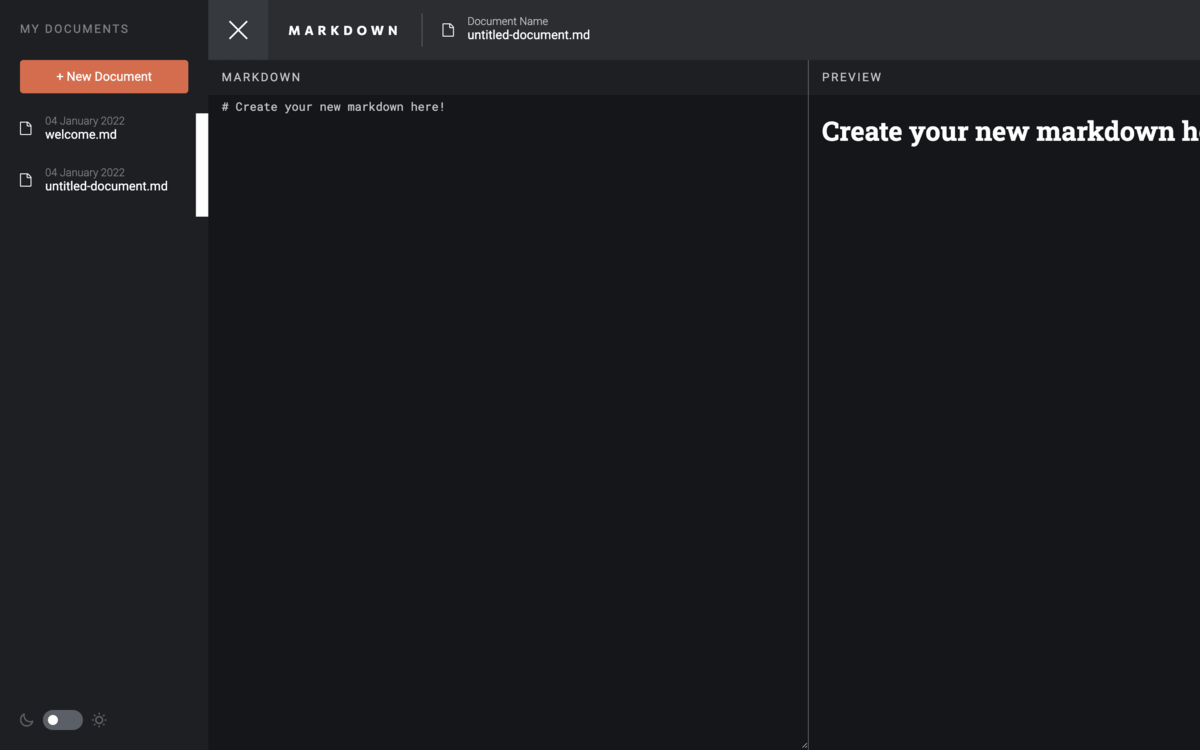 MY DOCUMENTS
+ New Document
04 January 2022
welcome.md
04 January 2022
untitled-document.md
MARKDOWN
Document Name
untitled-document.md
MARKDOWN
# Create your new markdown here!
PREVIEW
Create your new markdown h